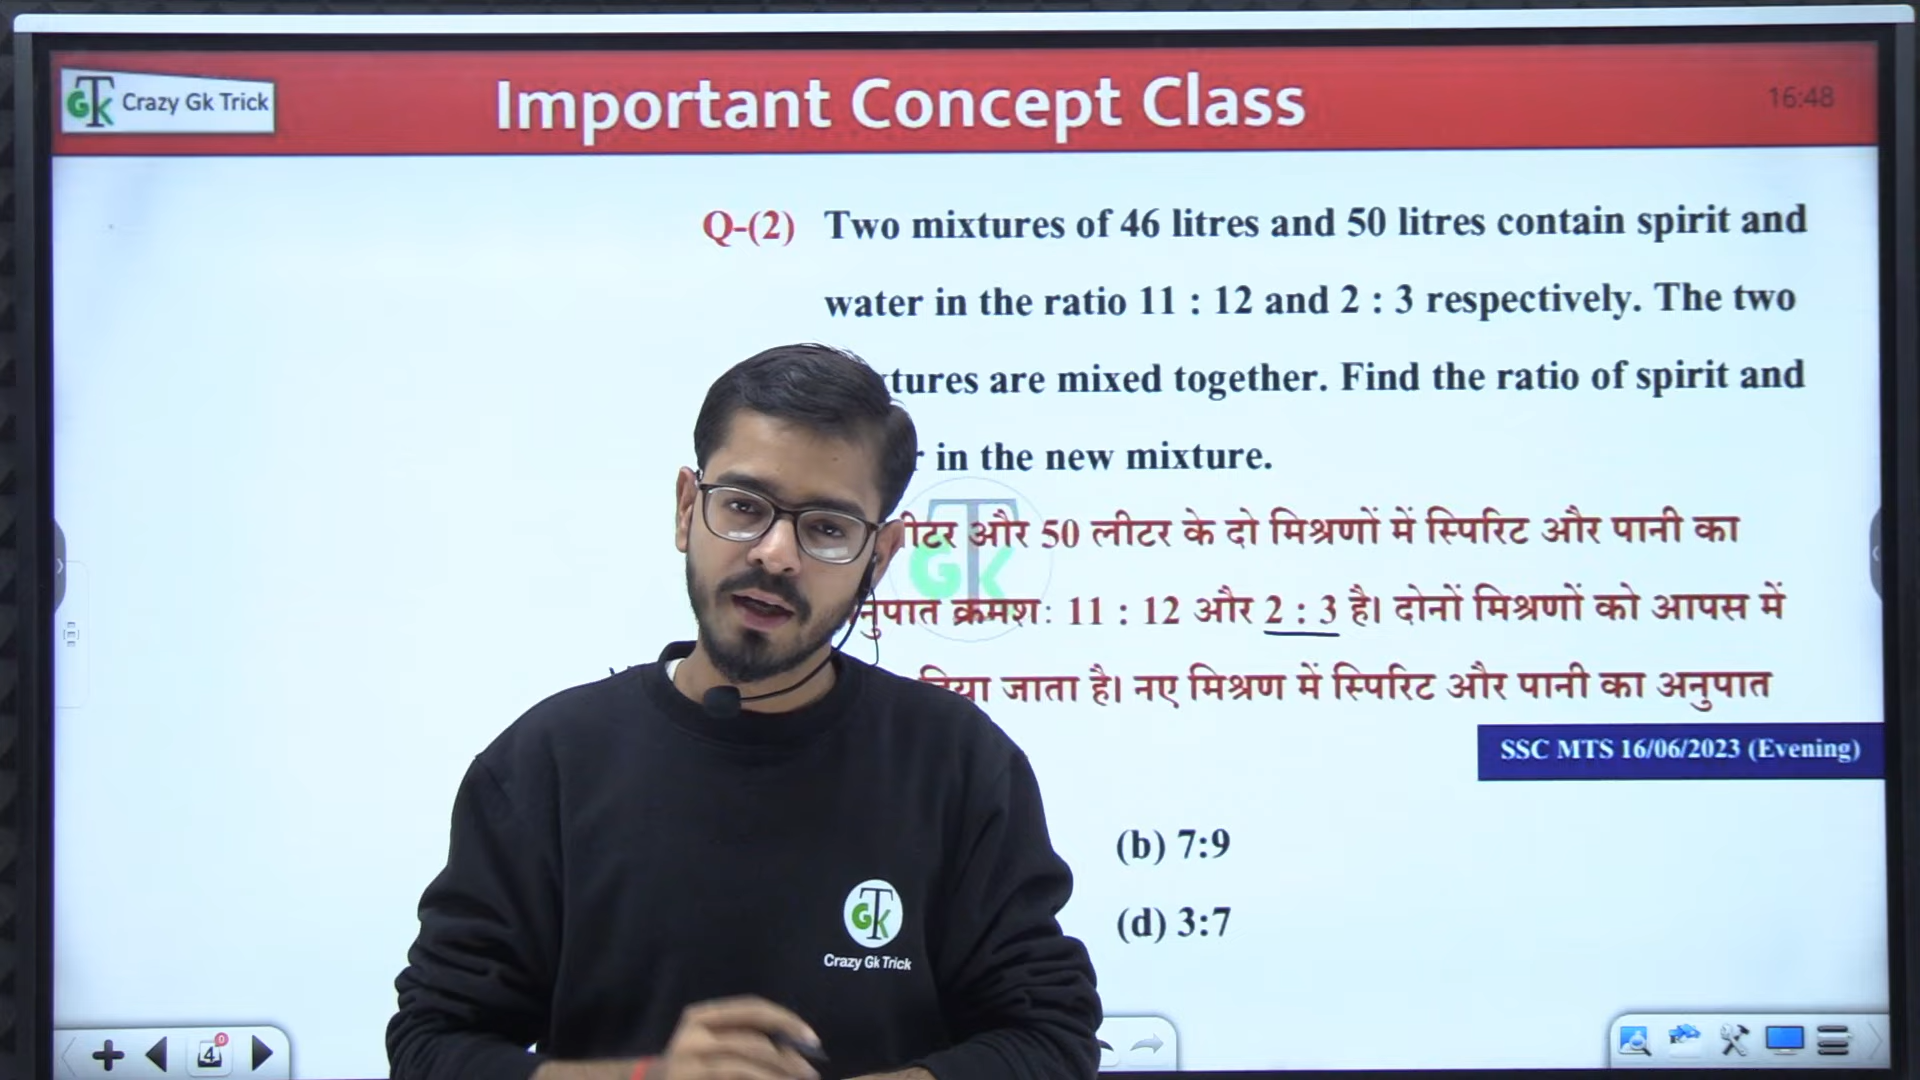 Crazy Gk Trick
Important Concept Class
16:48
Q-(2) Two mixtures of 46 litres and 50 litres contain spirit and
water in the ratio 11 : 12 and 2 : 3 respectively. The two
are mixed together. Find the ratio of spirit and
in the new mixture.
और 50 लीटर के दो मिश्रणों में स्पिरिट और पानी का
क्रमशः 11 : 12 और 2 : 3 है। दोनों मिश्रणों को आपस में
जाता है। नए मिश्रण में स्पिरिट और पानी का अनुपात
SSC MTS 16/06/2023 (Evening)
(b) 7:9
(d) 3:7
GTK
Crazy Gk Trick
4
0